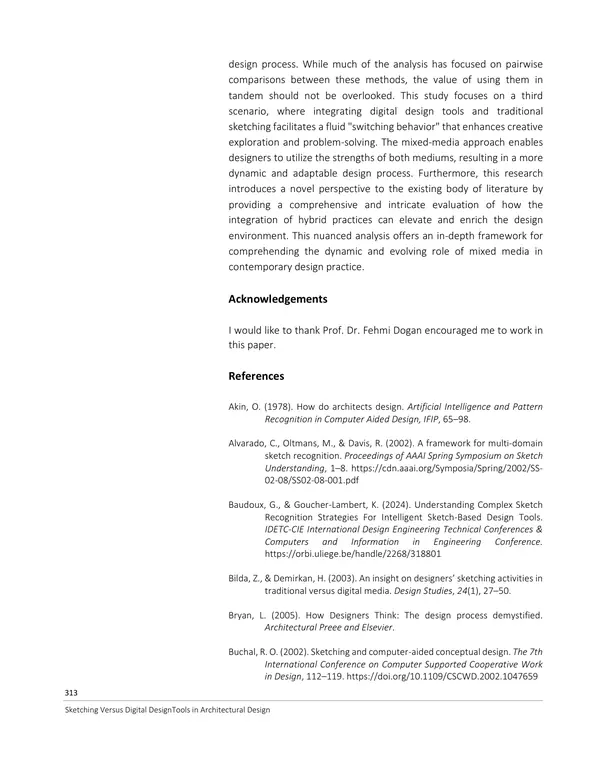 design process. While much of the analysis has focused on pairwise
comparisons between these methods, the value of using them in
tandem should not be overlooked. This study focuses on a third
scenario, where integrating digital design tools and traditional
sketching facilitates a fluid "switching behavior" that enhances creative
exploration and problem-solving. The mixed-media approach enables
designers to utilize the strengths of both mediums, resulting in a more
dynamic and adaptable design process. Furthermore, this research
introduces a novel perspective to the existing body of literature by
providing a comprehensive and intricate evaluation of how the
integration of hybrid practices can elevate and enrich the design
environment. This nuanced analysis offers an in-depth framework for
comprehending the dynamic and evolving role of mixed media in
contemporary design practice.
Acknowledgements
I would like to thank Prof. Dr. Fehmi Dogan encouraged me to work in
this paper.
References
Akin, O. (1978). How do architects design. Artificial Intelligence and Pattern
Recognition in Computer Aided Design, IFIP, 65–98.
Alvarado, C., Oltmans, M., & Davis, R. (2002). A framework for multi-domain
sketch recognition. Proceedings of AAAI Spring Symposium on Sketch
Understanding, 1–8. https://cdn.aaai.org/Symposia/Spring/2002/SS-
02-08/SS02-08-001.pdf
Baudoux, G., & Goucher-Lambert, K. (2024). Understanding Complex Sketch
Recognition Strategies For Intelligent Sketch-Based Design Tools.
IDETC-CIE International Design Engineering Technical Conferences &
Computers and Information in Engineering Conference.
https://orbi.uliege.be/handle/2268/318801
Bilda, Z., & Demirkan, H. (2003). An insight on designers’ sketching activities in
traditional versus digital media. Design Studies, 24(1), 27–50.
Bryan, L. (2005). How Designers Think: The design process demystified.
Architectural Preee and Elsevier.
Buchal, R. O. (2002). Sketching and computer-aided conceptual design. The 7th
International Conference on Computer Supported Cooperative Work
in Design, 112–119. https://doi.org/10.1109/CSCWD.2002.1047659
313
Sketching Versus Digital DesignTools in Architectural Design